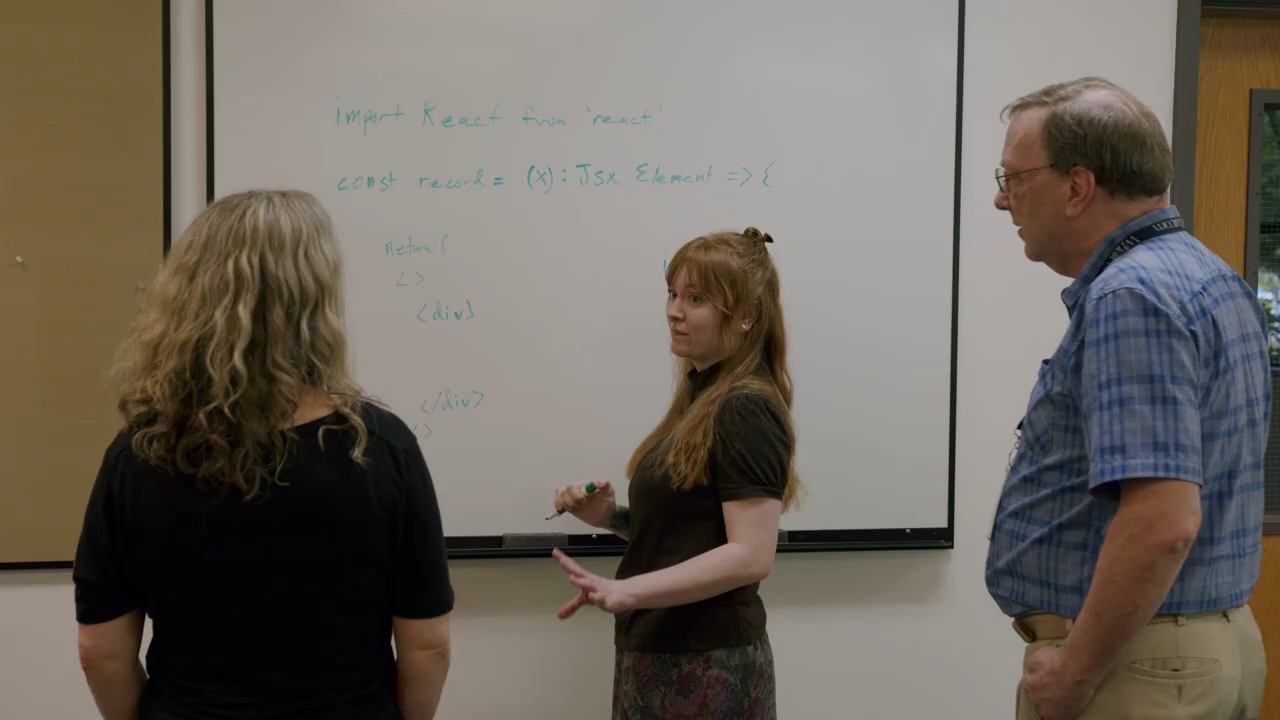 import React from 'react'
const record = (x): Jsx.Element => {
Return (
<>
<div>
</div>